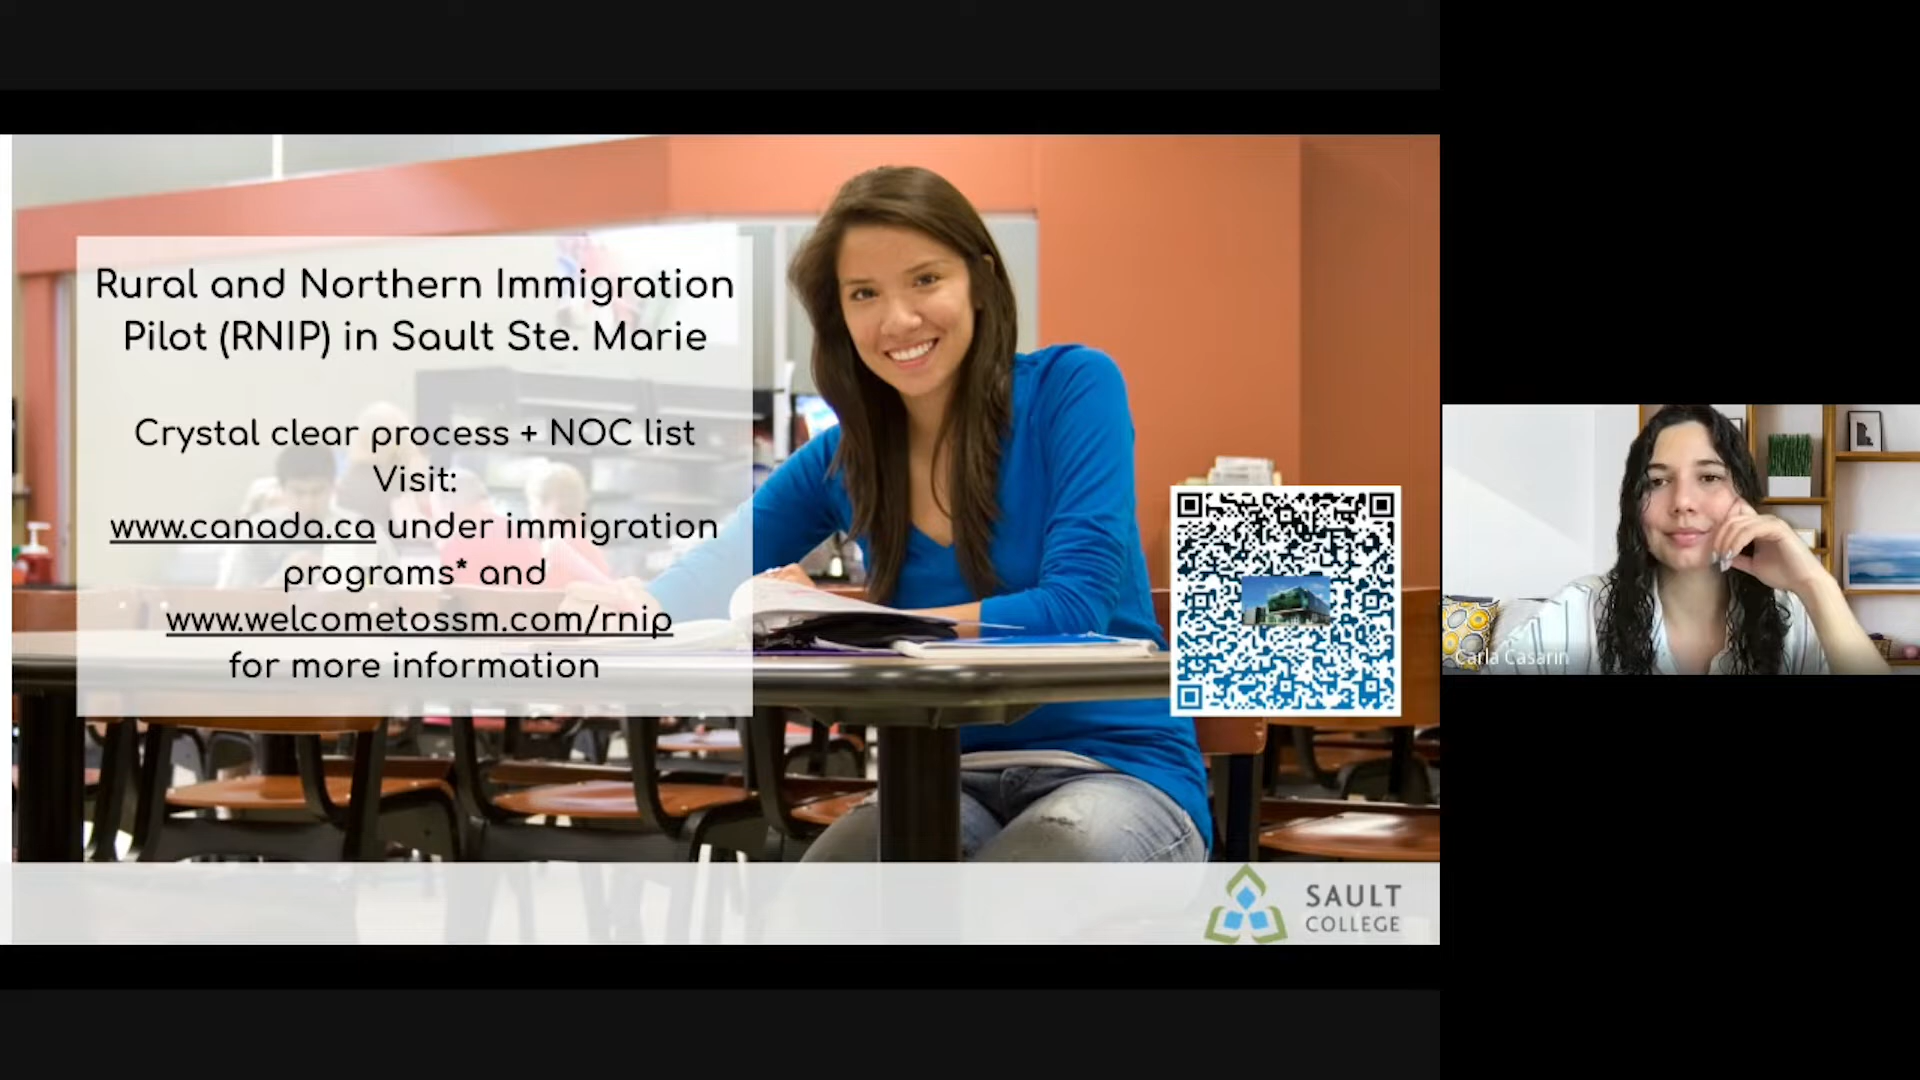 Rural and Northern Immigration
Pilot (RNIP) in Sault Ste. Marie
Crystal clear process + NOC list
Visit:
www.canada.ca under immigration
programs* and
www.welcometossm.com/rnip
for more information
SAULT
COLLEGE
Carla Casarin